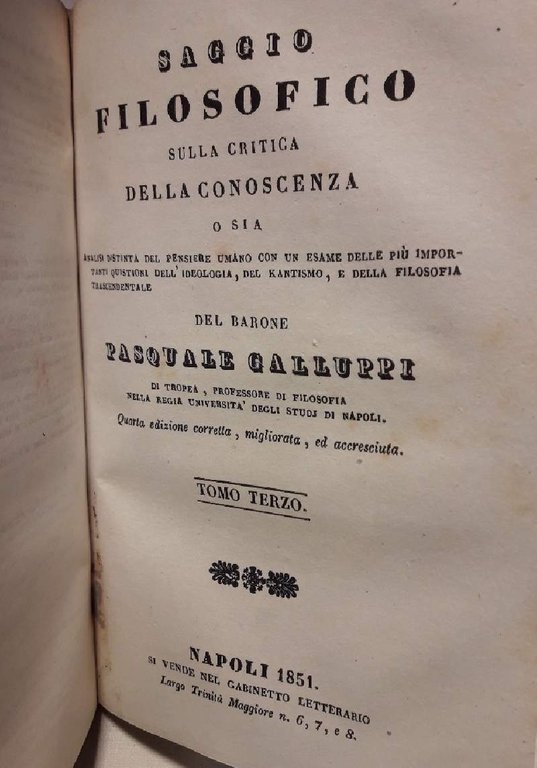 SAGGIO
FILOSOFICO
SULLA CRITICA
DELLA CONOSCENZA
O SIA
ANALISI DISTINTA DEL PENSIERE UMANO CON UN ESAME DELLE PIÙ IMPOR-
TANTI QUISTIONI DELL'IDEOLOGIA, DEL KANTISMO, E DELLA FILOSOFIA
TRASCENDENTALE
DEL BARONE
PASQUALE GALLUPPI
DI TROPEA, PROFESSORE DI FILOSOFIA
NELLA REGIA UNIVERSITA' DEGLI STUDJ DI NAPOLI.
Quarta edizione corretta, migliorata, ed accresciuta.
TOMO TERZO.
NAPOLI 1851.
SI VENDE NEL GABINETTO LETTERARIO
Largo Trinità Maggiore n. 6, 7, e 8.